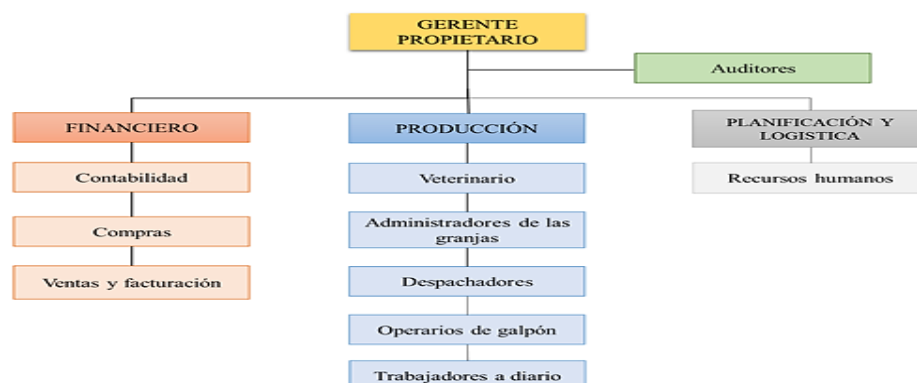 GERENTE
PROPIETARIO
Auditores
FINANCIERO
PRODUCCIÓN
PLANIFICACIÓN Y
LOGISTICA
Contabilidad
Veterinario
Recursos humanos
Compras
Administradores de las
granjas
Ventas y facturación
Despachadores
Operarios de galpón
Trabajadores a diario